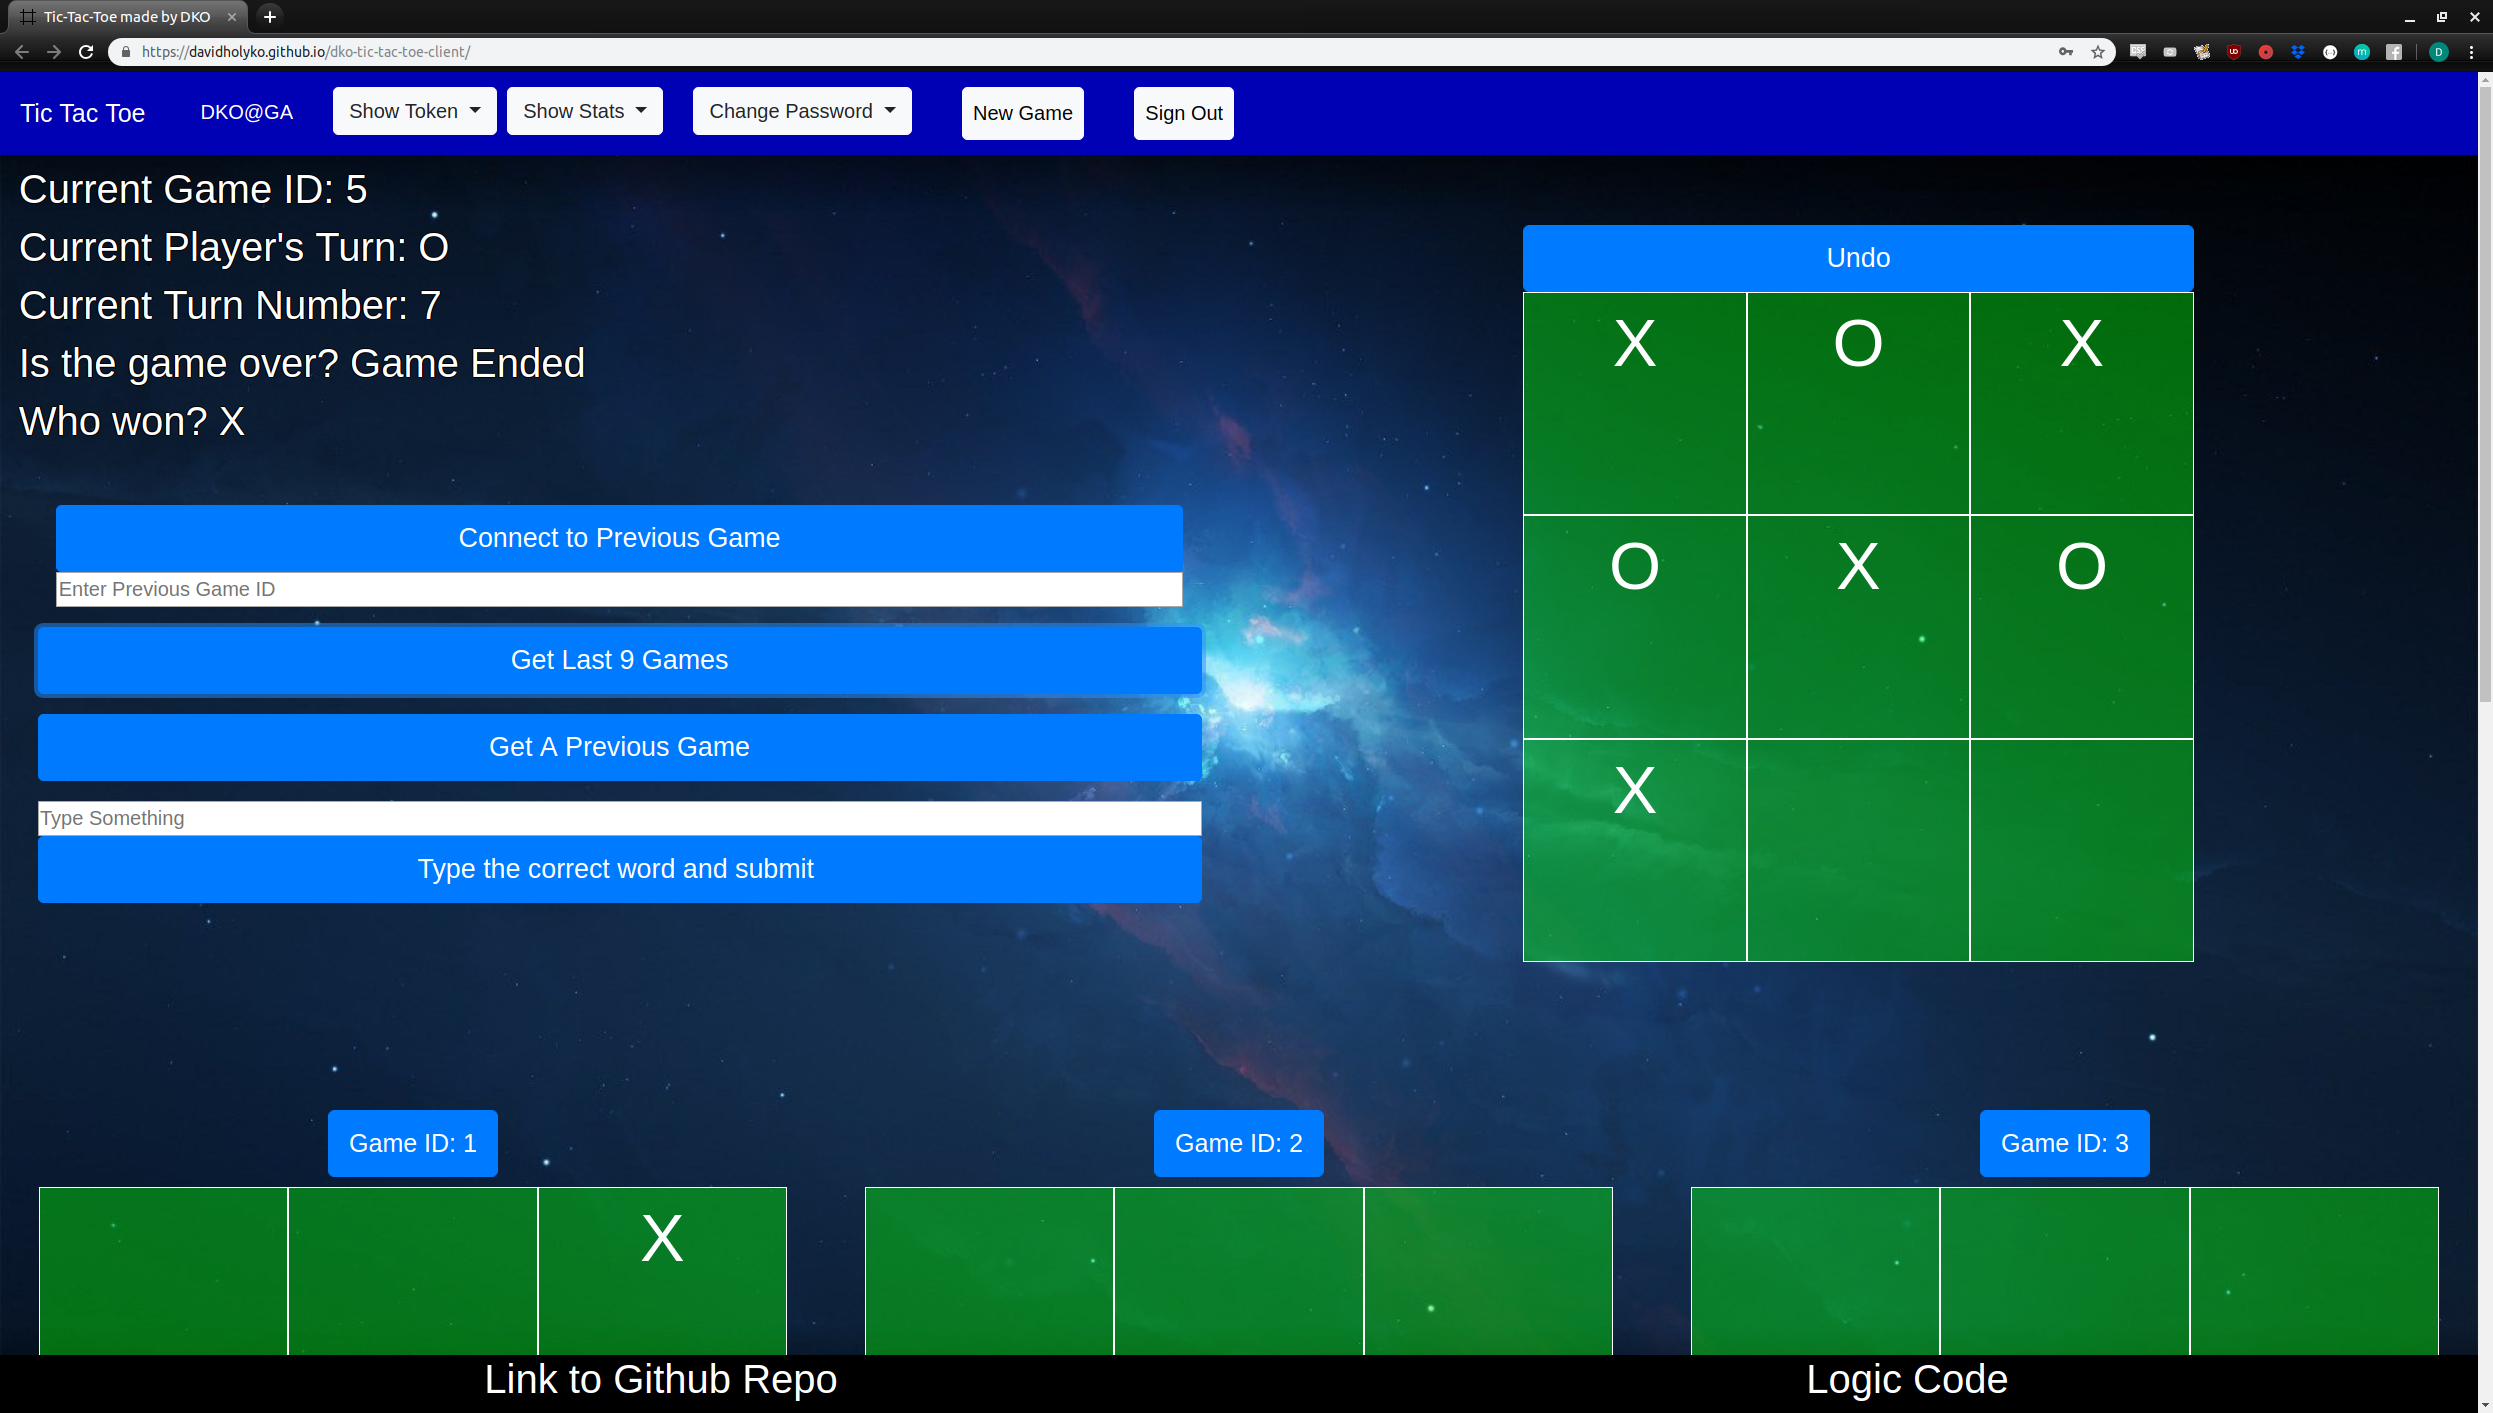 Tic-Tac-Toe made by DKO
https://davidholyko.github.io/dko-tic-tac-toe-client/
D
Tic Tac Toe
DKO@GA
Show Token
Show Stats
Change Password
New Game
Sign Out
Current Game ID: 5
Current Player's Turn: O
Current Turn Number: 7
Is the game over? Game Ended
Who won? X
Undo
X O X
O X O
X
Connect to Previous Game
Enter Previous Game ID
Get Last 9 Games
Get A Previous Game
Type Something
Type the correct word and submit
Game ID: 1
Game ID: 2
Game ID: 3
X
Link to Github Repo
Logic Code